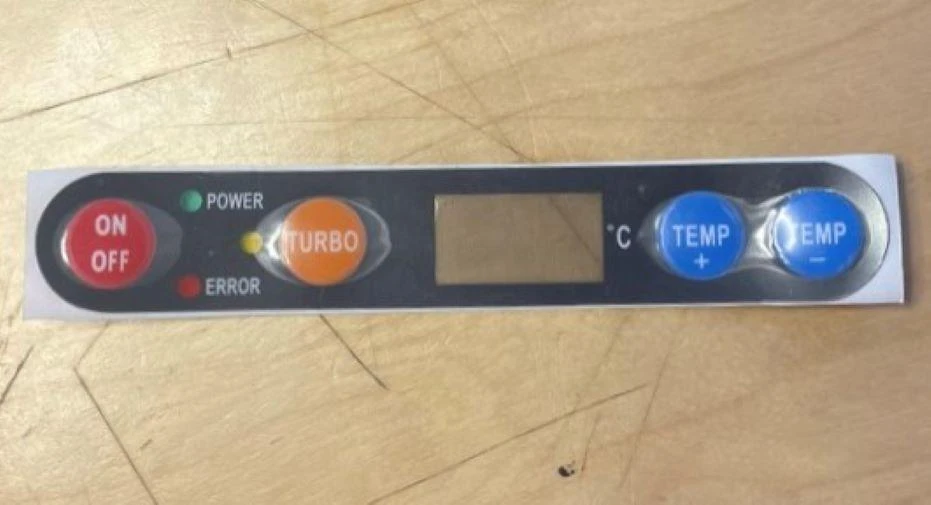 ON
OFF
POWER
ERROR
TURBO
°C
TEMP
+
TEMP
−